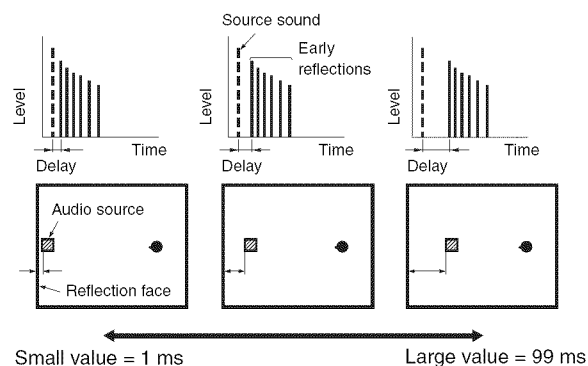 Source sound
Early
reflections
Level
Time
Delay
Level
Time
Delay
Level
Time
Delay
Audio source
Reflection face
Small value = 1 ms
Large value = 99 ms